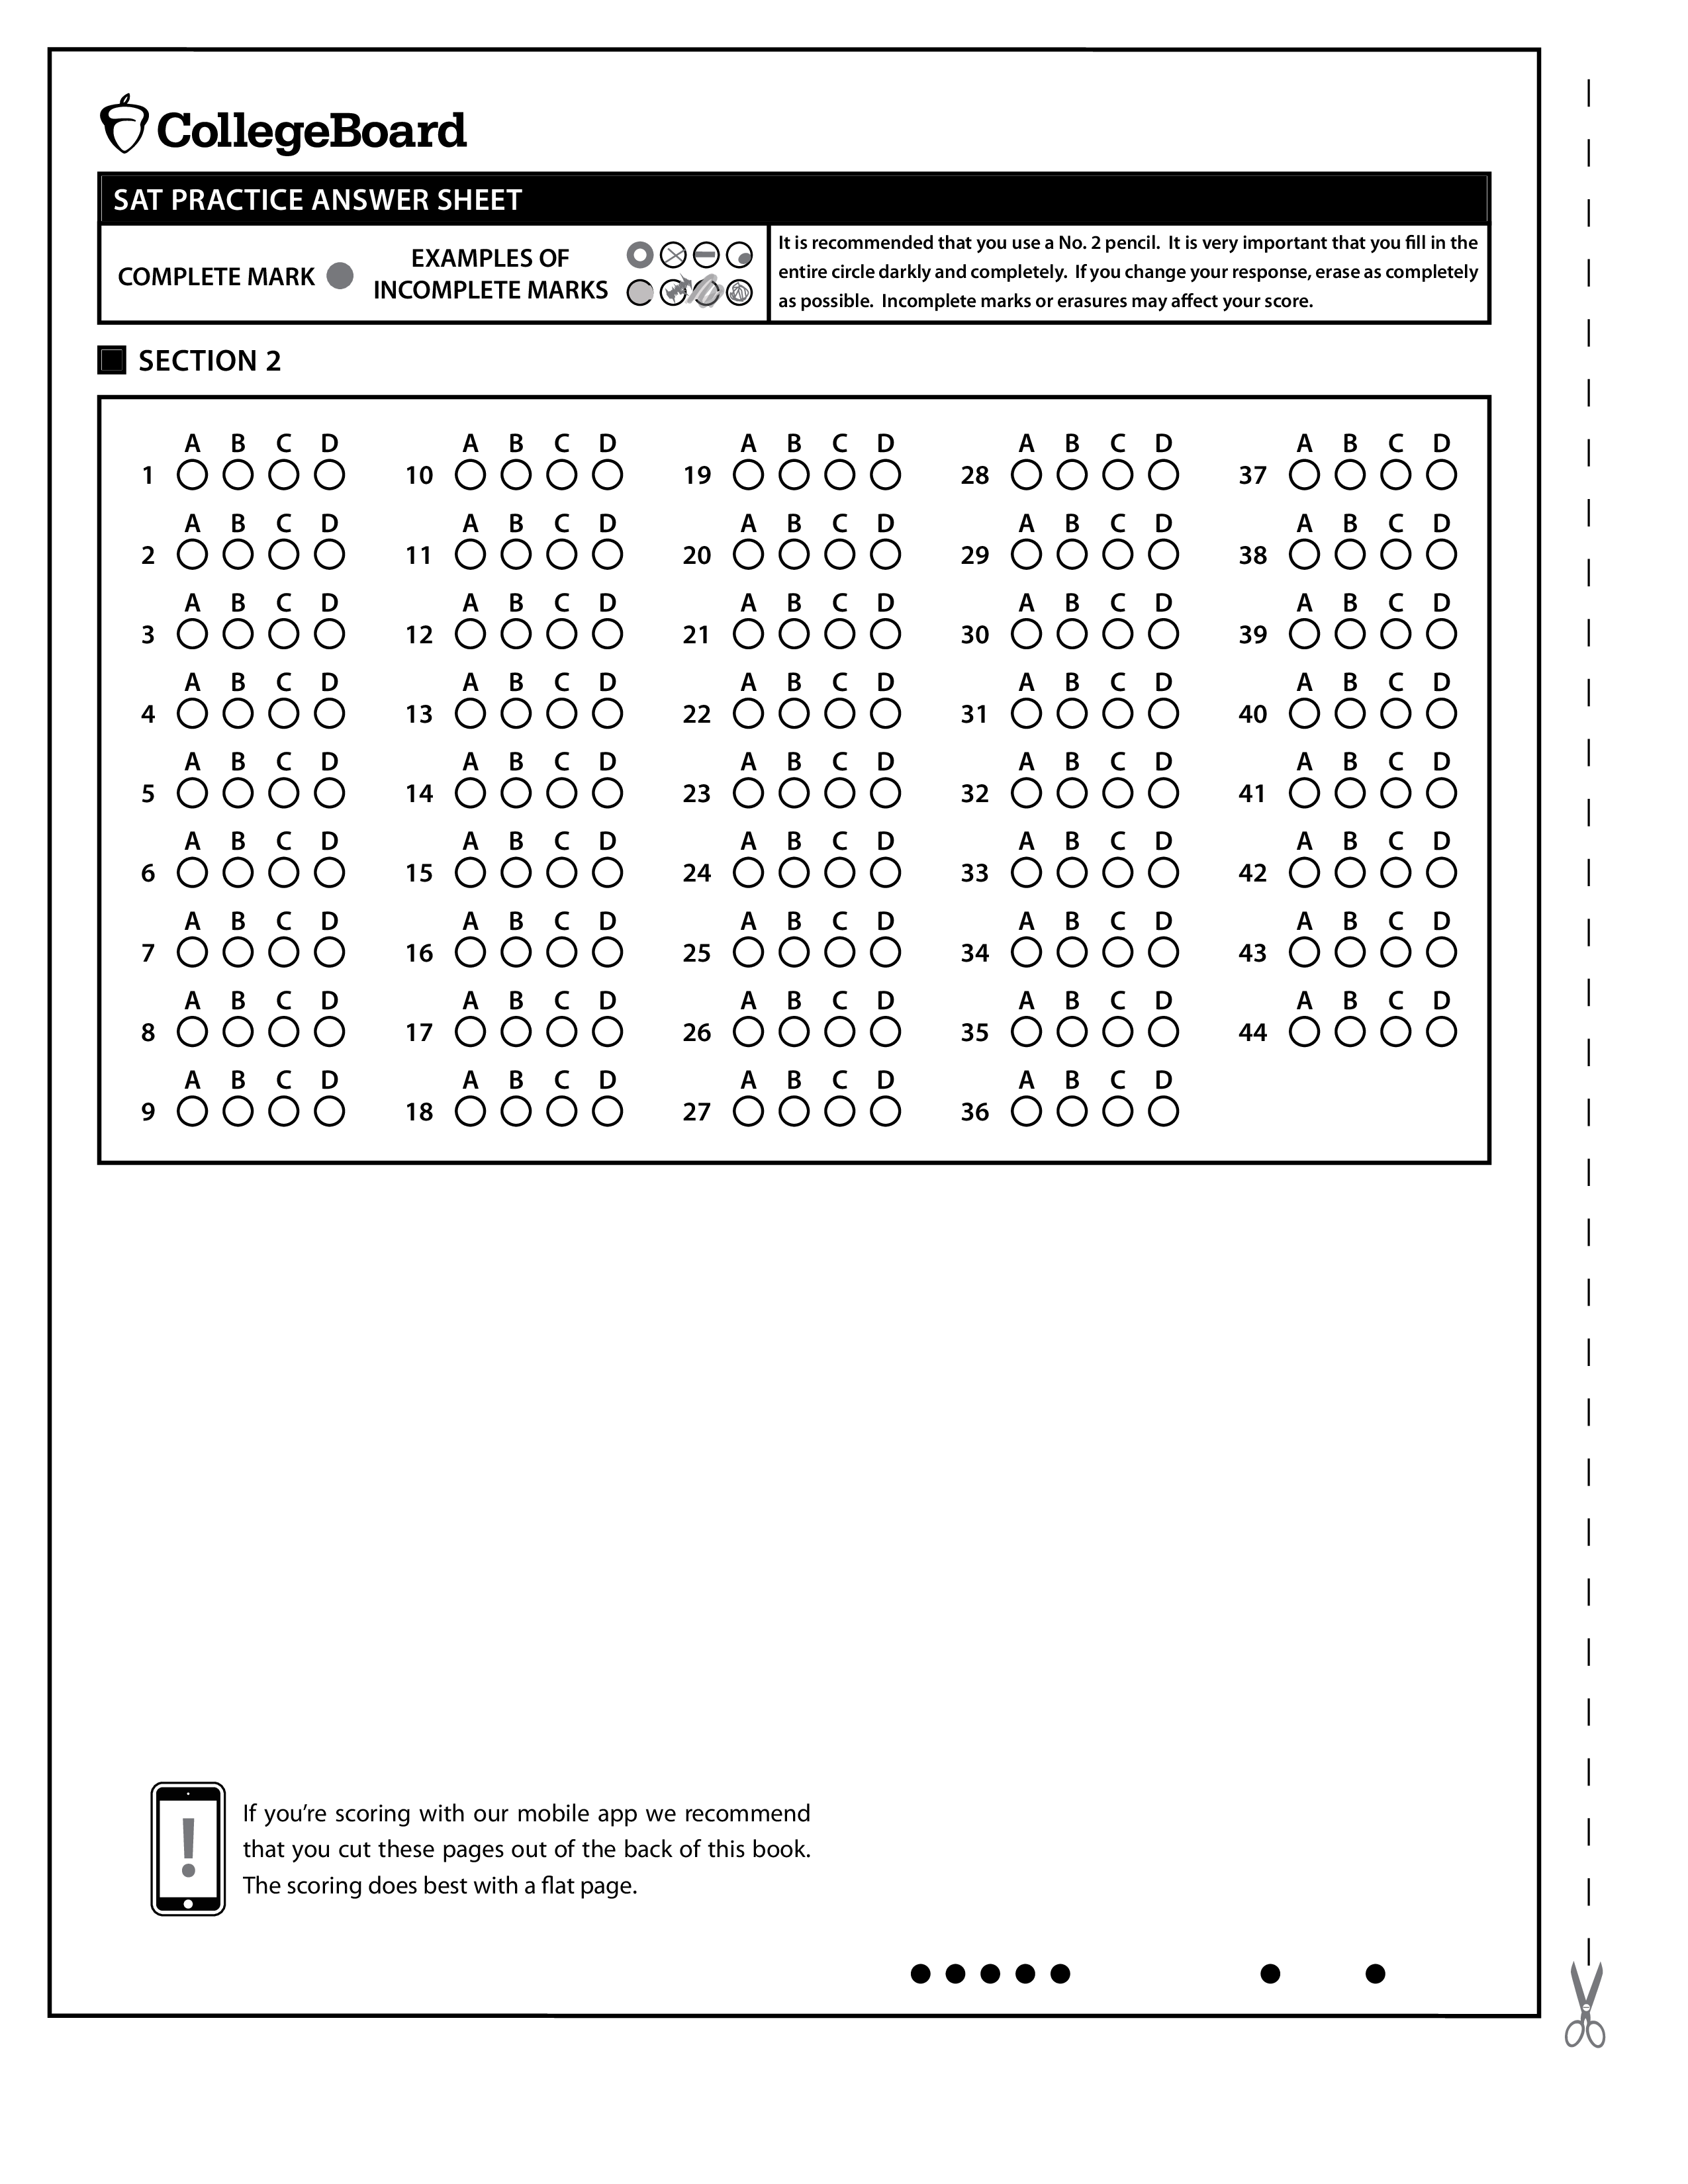 CollegeBoard
SAT PRACTICE ANSWER SHEET
COMPLETE MARK
EXAMPLES OF
INCOMPLETE MARKS
It is recommended that you use a No. 2 pencil. It is very important that you fill in the
entire circle darkly and completely. If you change your response, erase as completely
as possible. Incomplete marks or erasures may affect your score.
SECTION 2
A B C D A B C D A B C D A B C D A B C D
1 10 19 28 37
A B C D A B C D A B C D A B C D A B C D
2 11 20 29 38
A B C D A B C D A B C D A B C D A B C D
3 12 21 30 39
A B C D A B C D A B C D A B C D A B C D
4 13 22 31 40
A B C D A B C D A B C D A B C D A B C D
5 14 23 32 41
A B C D A B C D A B C D A B C D A B C D
6 15 24 33 42
A B C D A B C D A B C D A B C D A B C D
7 16 25 34 43
A B C D A B C D A B C D A B C D A B C D
8 17 26 35 44
A B C D A B C D A B C D A B C D
9 18 27 36
!
If you’re scoring with our mobile app we recommend
that you cut these pages out of the back of this book.
The scoring does best with a flat page.